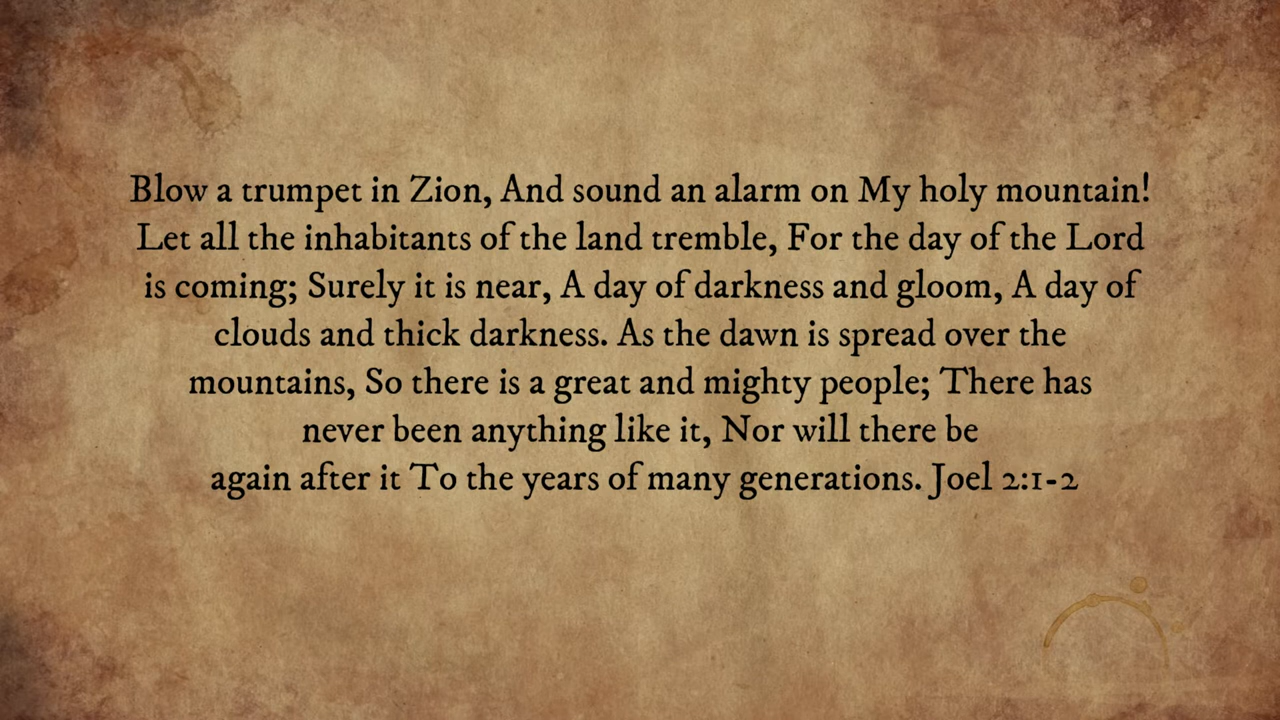 Blow a trumpet in Zion, And sound an alarm on My holy mountain!
Let all the inhabitants of the land tremble, For the day of the Lord
is coming; Surely it is near, A day of darkness and gloom, A day of
clouds and thick darkness. As the dawn is spread over the
mountains, So there is a great and mighty people; There has
never been anything like it, Nor will there be
again after it To the years of many generations. Joel 2:1-2